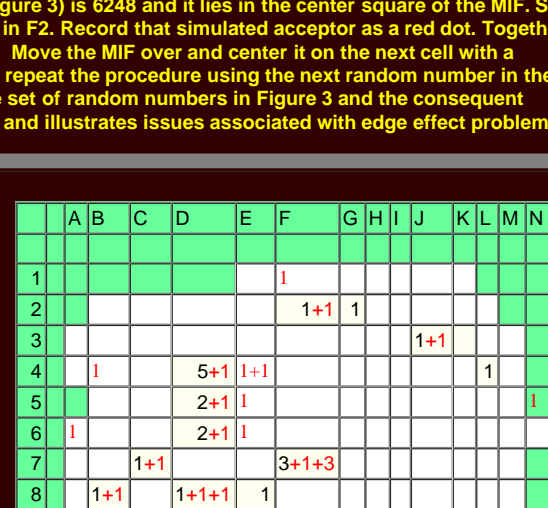 gure 3) is 6248 and it lies in the center square of the MIF. S
in F2. Record that simulated acceptor as a red dot. Togeth
Move the MIF over and center it on the next cell with a
repeat the procedure using the next random number in the
set of random numbers in Figure 3 and the consequent
and illustrates issues associated with edge effect problem
A B C D E F G H I J K L M N
1 1
2 1+1 1
3 1+1
4 1 5+1 1+1 1
5 2+1 1 1
6 1 2+1 1
7 1+1 3+1+3
8 1+1 1+1+1 1